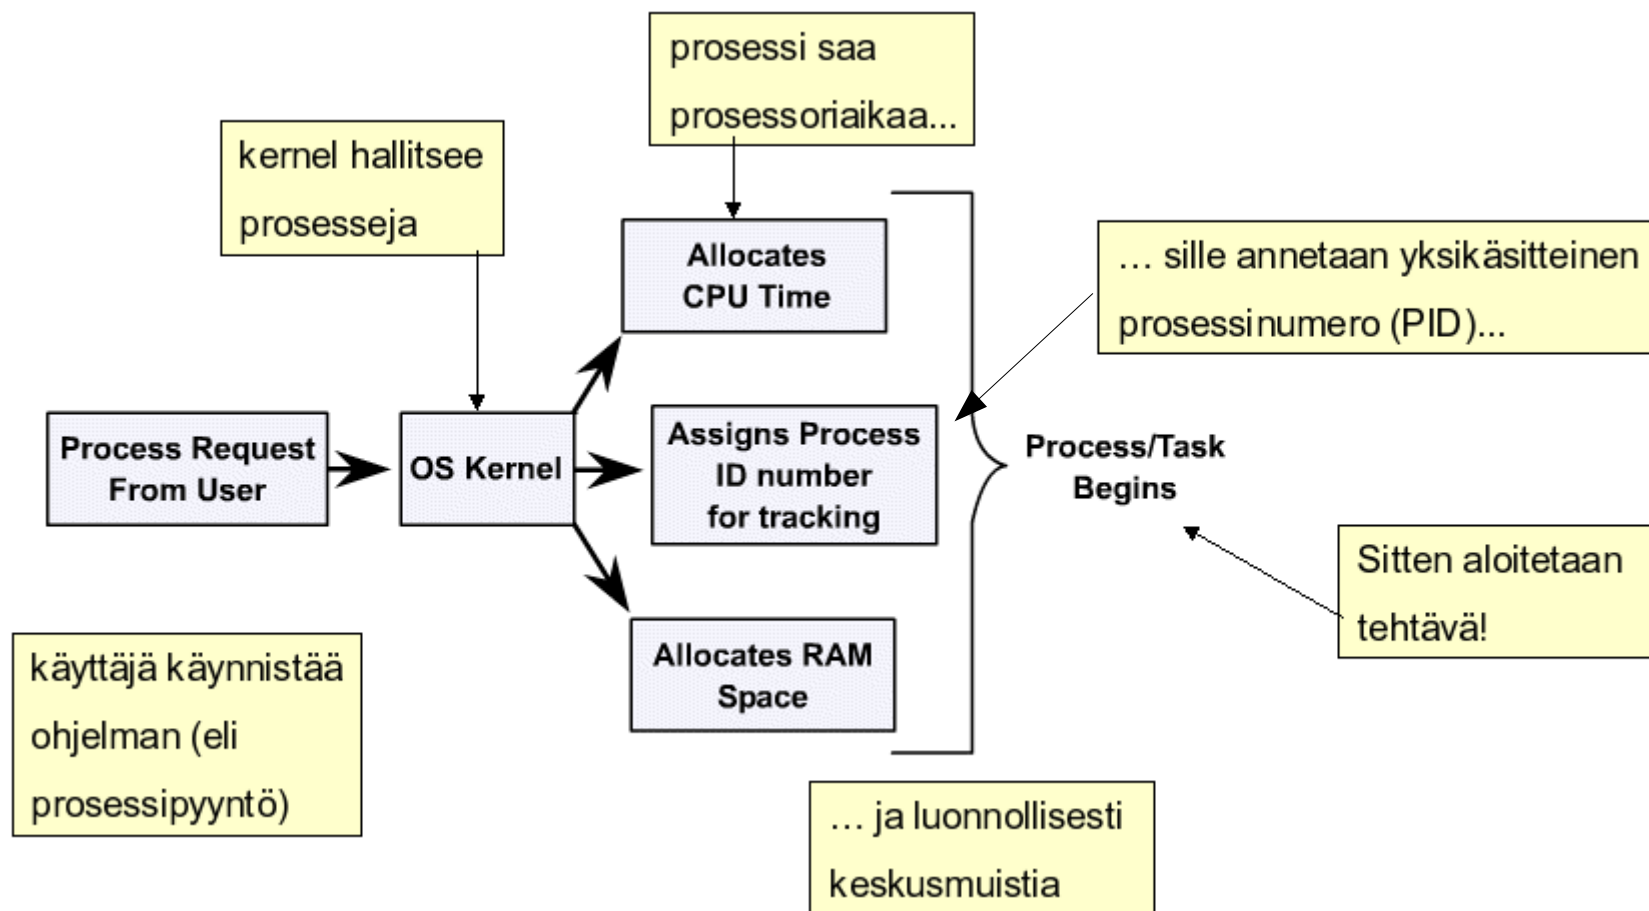 prosessi saa
prosessoriaikaa...
kernel hallitsee
prosesseja
Allocates
CPU Time
... sille annetaan yksikäsitteinen
prosessinumero (PID)...
Process Request
From User
OS Kernel
Assigns Process
ID number
for tracking
Process/Task
Begins
Sitten aloitetaan
tehtävä!
Allocates RAM
Space
käyttäjä käynnistää
ohjelman (eli
prosessipyyntö)
... ja luonnollisesti
keskusmuistia